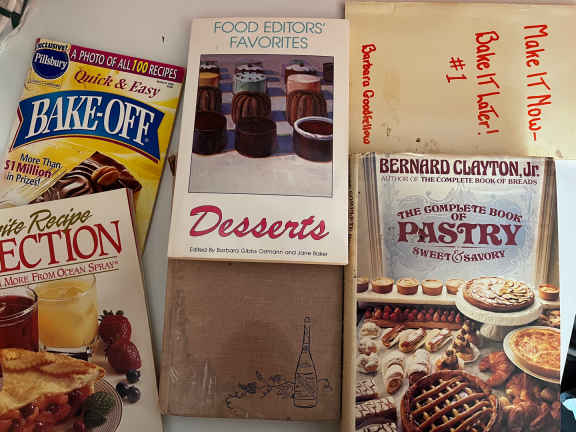 EXCLUSIVE!
Pillsbury
A PHOTO OF ALL 100 RECIPES
Quick & Easy
BAKE-OFF®
More Than
$1 Million
in Prizes!
Recipe
ECTION
MORE FROM OCEAN SPRAY
FOOD EDITORS'
FAVORITES
Desserts
Edited by Barbara Gibbs Ostmann and Jane Baker
Make IT Now-
Bake IT Later!
#1
Barbara Goodfellow
BERNARD CLAYTON, JR.
AUTHOR OF THE COMPLETE BOOK OF BREADS
THE COMPLETE BOOK
OF
PASTRY
SWEET & SAVORY